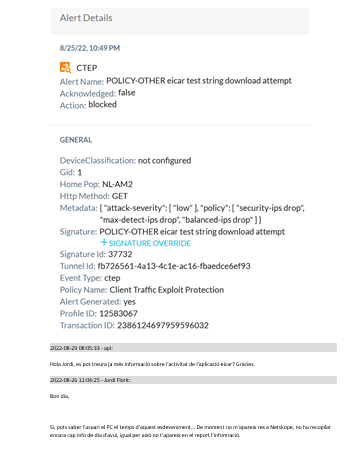 Alert Details
8/25/22, 10:49 PM
CTEP
Alert Name: POLICY-OTHER eicar test string download attempt
Acknowledged: false
Action: blocked
GENERAL
DeviceClassification: not configured
Gid: 1
Home Pop: NL-AM2
Http Method: GET
Metadata: { "attack-severity": [ "low" ], "policy": [ "security-ips drop",
"max-detect-ips drop", "balanced-ips drop" ] }
Signature: POLICY-OTHER eicar test string download attempt
+SIGNATURE OVERRIDE
Signature Id: 37732
Tunnel Id: fb726561-4a13-4c1e-ac16-fbaedce6ef93
Event Type: ctep
Policy Name: Client Traffic Exploit Protection
Alert Generated: yes
Profile ID: 12583067
Transaction ID: 2386124697959596032
2022-08-29 08:05:33 - api:
Hola Jordi, es pot treura ja més informació sobre l'activitat de l'aplicació eicar? Gràcies.
2022-08-26 11:04:25 - Jordi Florit:
Bon dia,
Si, pots saber l'usuari el PC el temps d'aquest esdeveniment... De moment no m'apareix res a Netskope, no ha recopilat
encara cap info de dia d'avui, igual per això no t'apareix en el report l'informció.